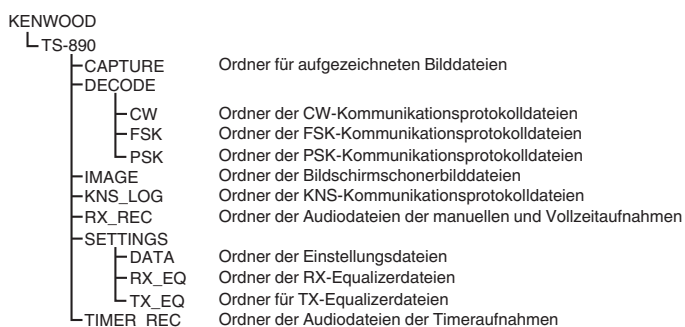 KENWOOD
TS-890
CAPTURE Ordner für aufgezeichneten Bilddateien
DECODE
CW Ordner der CW-Kommunikationsprotokolldateien
FSK Ordner der FSK-Kommunikationsprotokolldateien
PSK Ordner der PSK-Kommunikationsprotokolldateien
IMAGE Ordner der Bildschirmschonerbilddateien
KNS_LOG Ordner der KNS-Kommunikationsprotokolldateien
RX_REC Ordner der Audiodateien der manuellen und Vollzeitaufnahmen
SETTINGS
DATA Ordner der Einstellungsdateien
RX_EQ Ordner der RX-Equalizerdateien
TX_EQ Ordner für TX-Equalizerdateien
TIMER_REC Ordner der Audiodateien der Timeraufnahmen